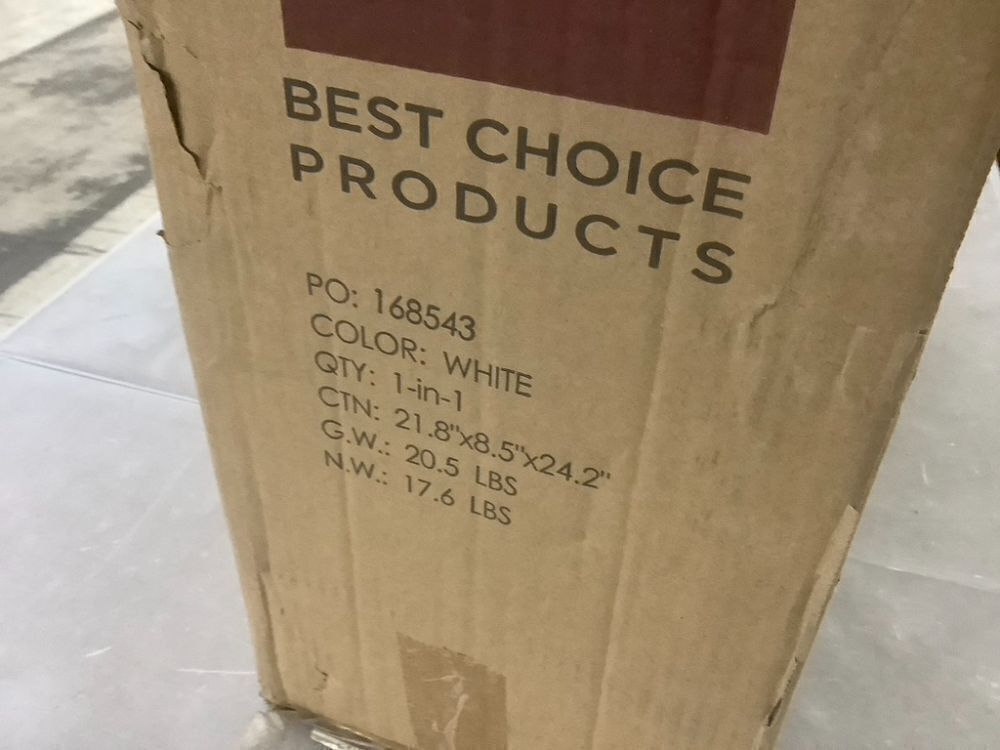 BEST CHOICE
PRODUCTS
PO: 168543
COLOR: WHITE
QTY: 1-in-1
CTN: 21.8"x8.5"x24.2"
G.W.: 20.5 LBS
N.W.: 17.6 LBS